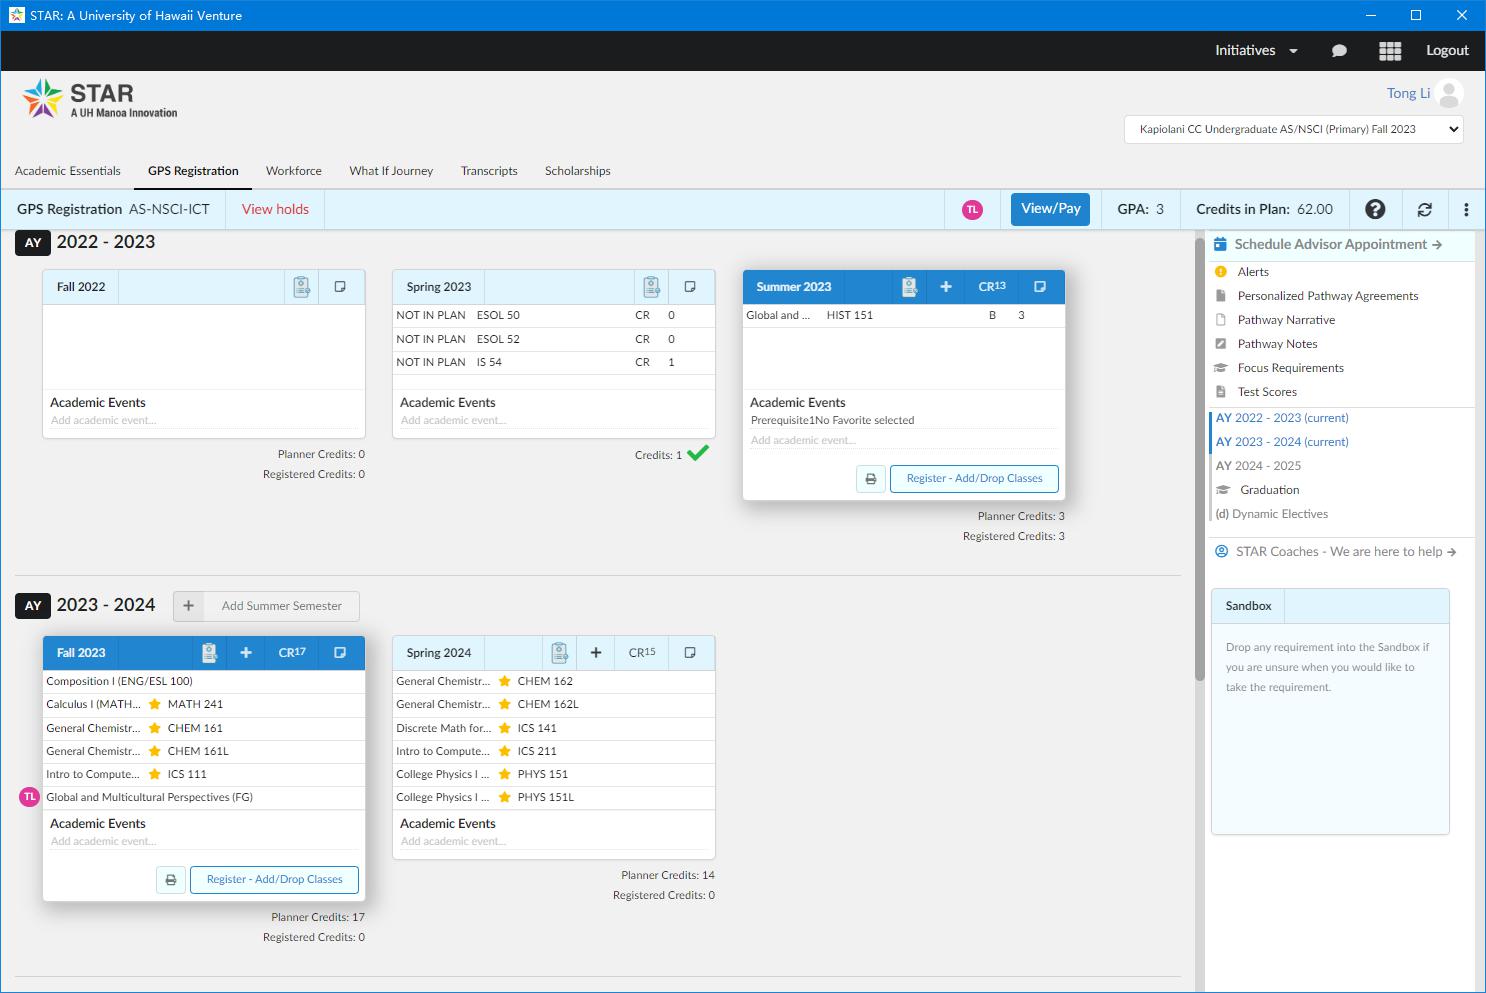 STAR: A University of Hawaii Venture
Initiatives
Logout
STAR
A UH Manoa Innovation
Tong Li
Kapiolani CC Undergraduate AS/NSCI (Primary) Fall 2023
Academic Essentials
GPS Registration
Workforce
What If Journey
Transcripts
Scholarships
GPS Registration AS-NSCI-ICT
View holds
TL
View/Pay
GPA: 3
Credits in Plan: 62.00
?
AY 2022 - 2023
Fall 2022
Academic Events
Add academic event...
Planner Credits: 0
Registered Credits: 0
Spring 2023
NOT IN PLAN ESOL 50 CR 0
NOT IN PLAN ESOL 52 CR 0
NOT IN PLAN IS 54 CR 1
Academic Events
Add academic event...
Credits: 1
Summer 2023 + CR13
Global and ... HIST 151 B 3
Academic Events
Prerequisite1No Favorite selected
Add academic event...
Register - Add/Drop Classes
Planner Credits: 3
Registered Credits: 3
AY 2023 - 2024
+ Add Summer Semester
Fall 2023 + CR17
Composition I (ENG/ESL 100)
Calculus I (MATH... MATH 241
General Chemistr... CHEM 161
General Chemistr... CHEM 161L
Intro to Compute... ICS 111
TL Global and Multicultural Perspectives (FG)
Academic Events
Add academic event...
Register - Add/Drop Classes
Planner Credits: 17
Registered Credits: 0
Spring 2024 + CR15
General Chemistr... CHEM 162
General Chemistr... CHEM 162L
Discrete Math for... ICS 141
Intro to Compute... ICS 211
College Physics I ... PHYS 151
College Physics I ... PHYS 151L
Academic Events
Add academic event...
Planner Credits: 14
Registered Credits: 0
Schedule Advisor Appointment
Alerts
Personalized Pathway Agreements
Pathway Narrative
Pathway Notes
Focus Requirements
Test Scores
AY 2022 - 2023 (current)
AY 2023 - 2024 (current)
AY 2024 - 2025
Graduation
(d) Dynamic Electives
STAR Coaches - We are here to help
Sandbox
Drop any requirement into the Sandbox if
you are unsure when you would like to
take the requirement.